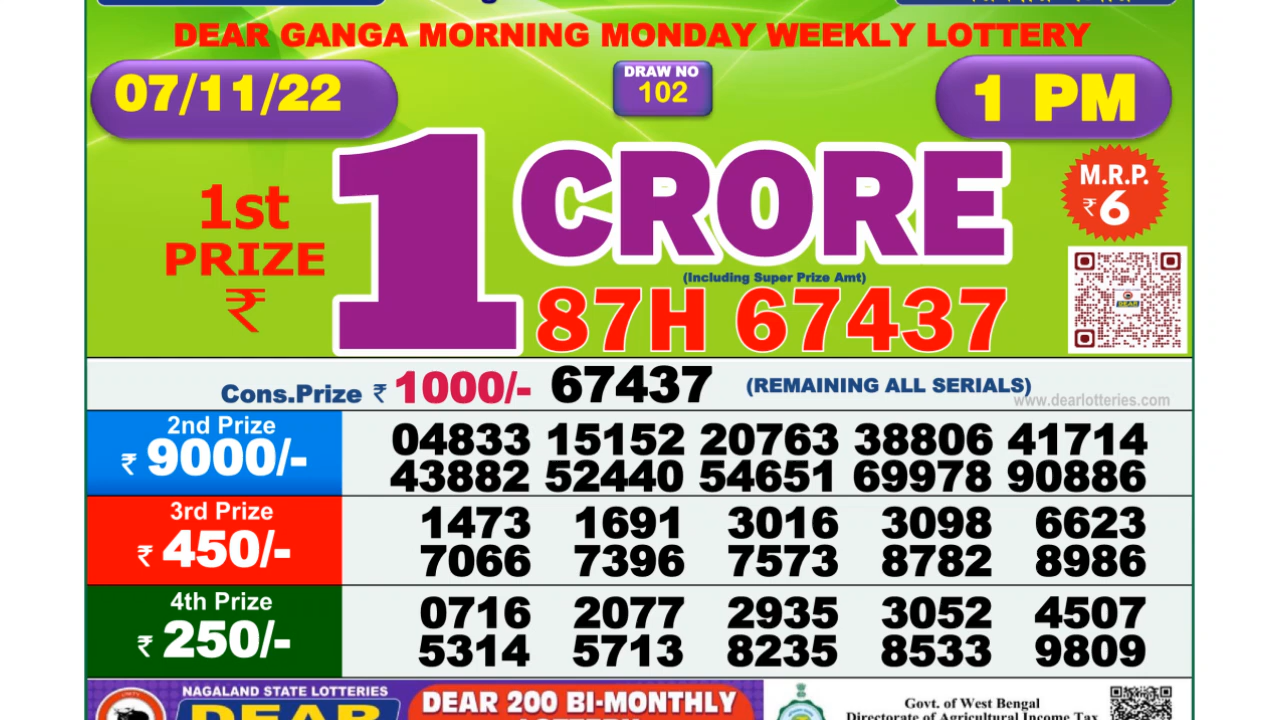 DEAR GANGA MORNING MONDAY WEEKLY LOTTERY
07/11/22
DRAW NO
102
1 PM
1st
PRIZE
₹
1 CRORE
(Including Super Prize Amt)
87H 67437
M.R.P.
₹6
DEAR
Cons.Prize ₹ 1000/- 67437 (REMAINING ALL SERIALS)
www.dearlotteries.com
2nd Prize
₹ 9000/-
04833 15152 20763 38806 41714
43882 52440 54651 69978 90886
3rd Prize
₹ 450/-
1473 1691 3016 3098 6623
7066 7396 7573 8782 8986
4th Prize
₹ 250/-
0716 2077 2935 3052 4507
5314 5713 8235 8533 9809
NAGALAND STATE LOTTERIES
DEAR
DEAR 200 BI-MONTHLY
LOTTERY
Govt. of West Bengal
Directorate of Agricultural Income Tax